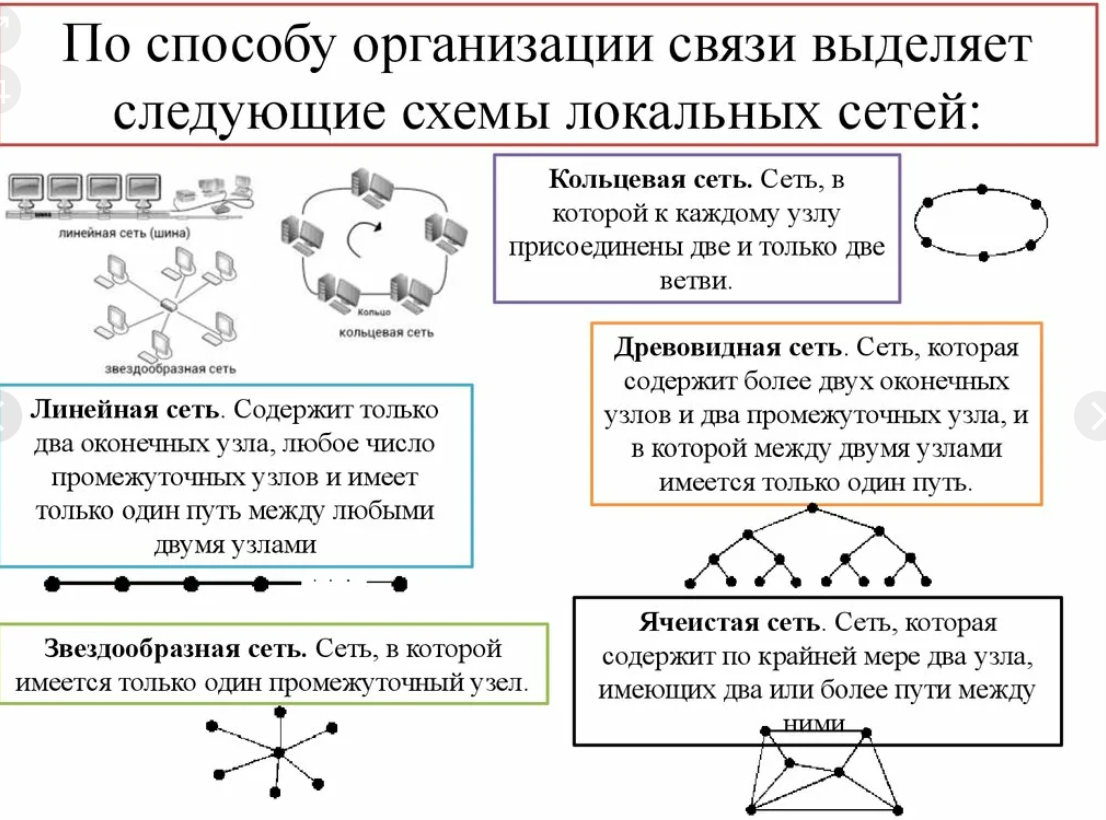 По способу организации связи выделяет
следующие схемы локальных сетей:
линейная сеть (шина)
звездообразная сеть
Кольцо
кольцевая сеть
Кольцевая сеть. Сеть, в
которой к каждому узлу
присоединены две и только две
ветви.
Древовидная сеть. Сеть, которая
содержит более двух оконечных
узлов и два промежуточных узла, и
в которой между двумя узлами
имеется только один путь.
Линейная сеть. Содержит только
два оконечных узла, любое число
промежуточных узлов и имеет
только один путь между любыми
двумя узлами
Звездообразная сеть. Сеть, в которой
имеется только один промежуточный узел.
Ячеистая сеть. Сеть, которая
содержит по крайней мере два узла,
имеющих два или более пути между
ними